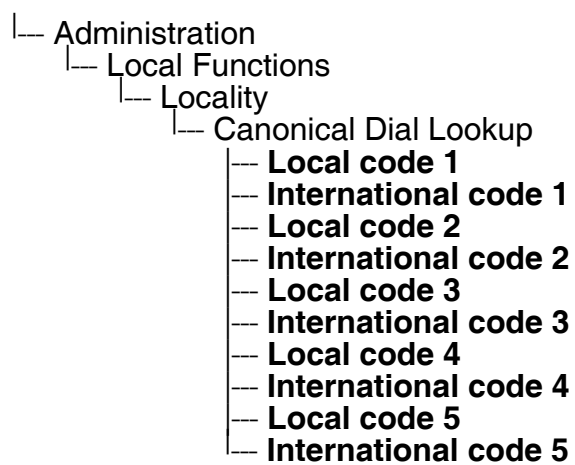 Administration
Local Functions
Locality
Canonical Dial Lookup
Local code 1
International code 1
Local code 2
International code 2
Local code 3
International code 3
Local code 4
International code 4
Local code 5
International code 5